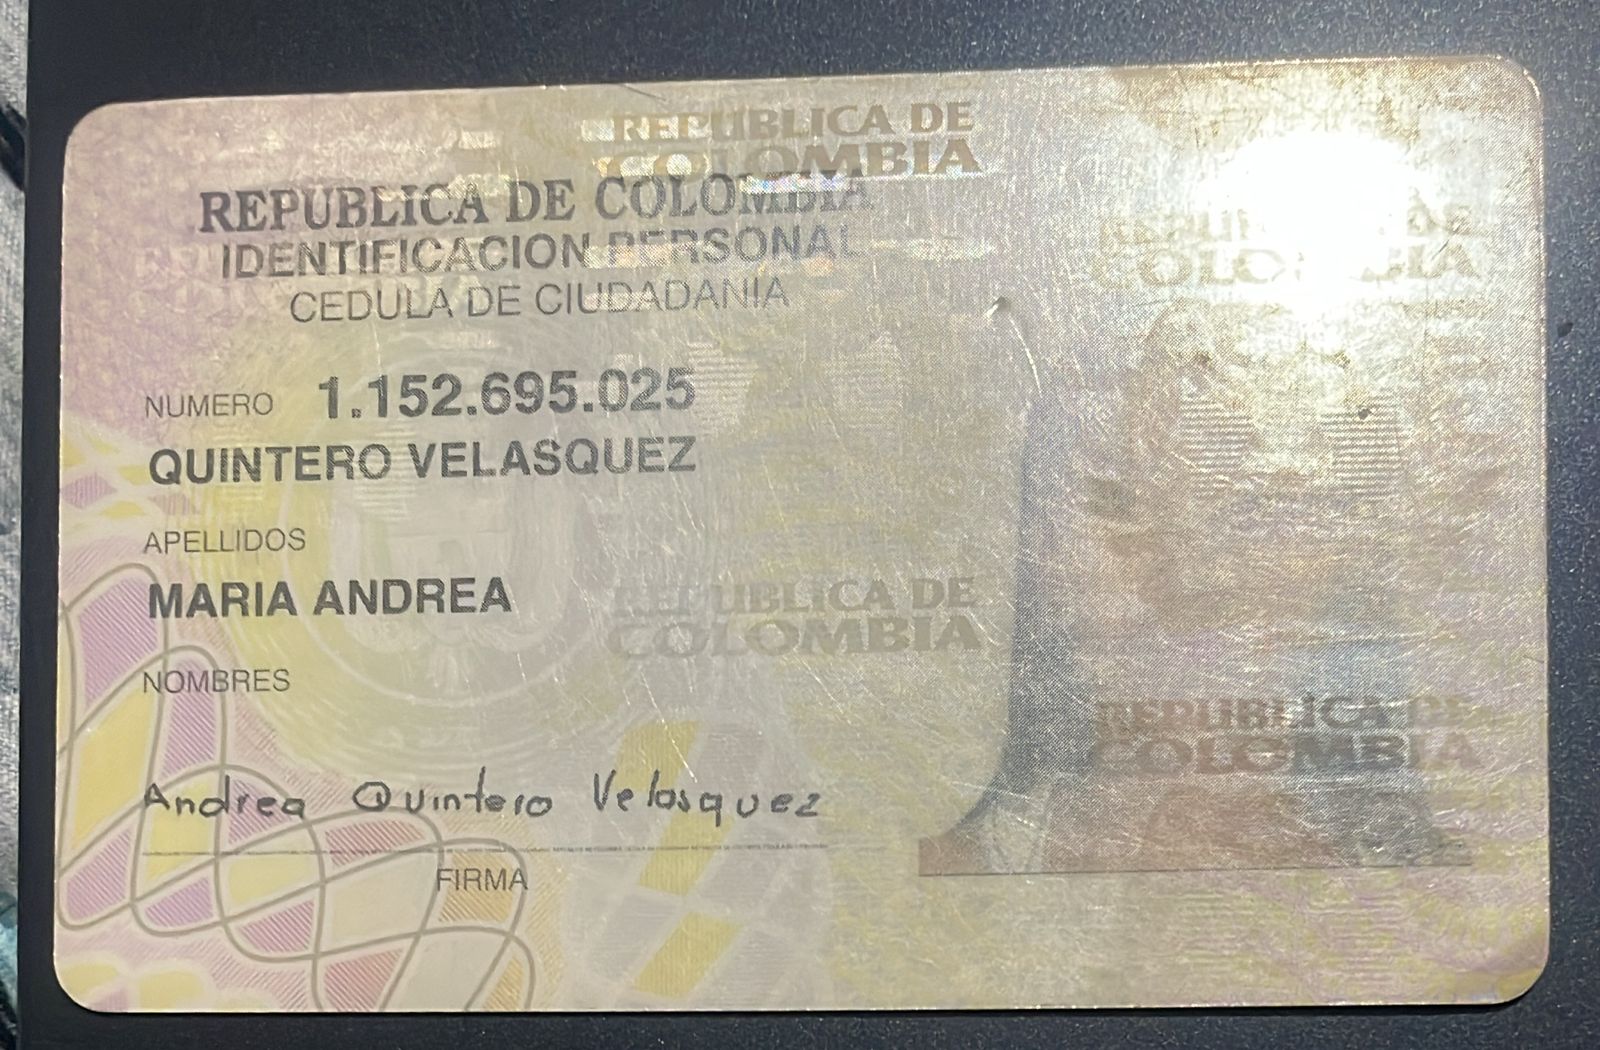 REPUBLICA DE
COLOMBIA
REPUBLICA DE COLOMBIA
IDENTIFICACION PERSONAL
CEDULA DE CIUDADANIA
NUMERO 1.152.695.025
QUINTERO VELASQUEZ
APELLIDOS
MARIA ANDREA
NOMBRES
REPUBLICA DE
COLOMBIA
REPUBLICA DE
COLOMBIA
Andrea Quintero Velasquez
FIRMA